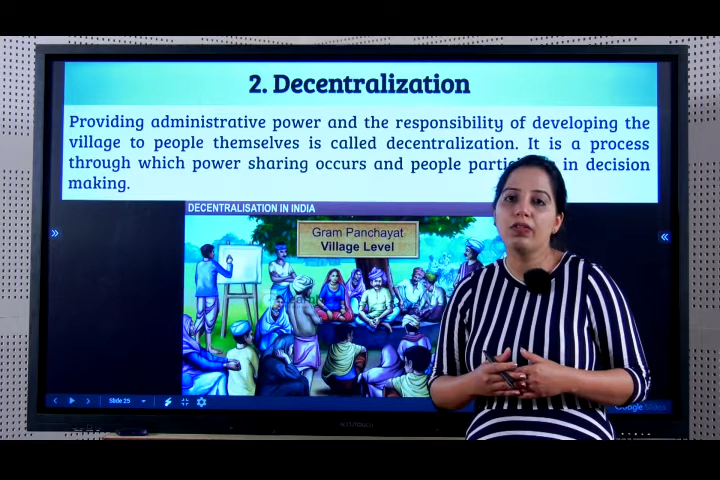 2. Decentralization
Providing administrative power and the responsibility of developing the
village to people themselves is called decentralization. It is a process
through which power sharing occurs and people in decision
making.
DECENTRALISATION IN INDIA
Gram Panchayat
Village Level
Slide 25
Google Slides